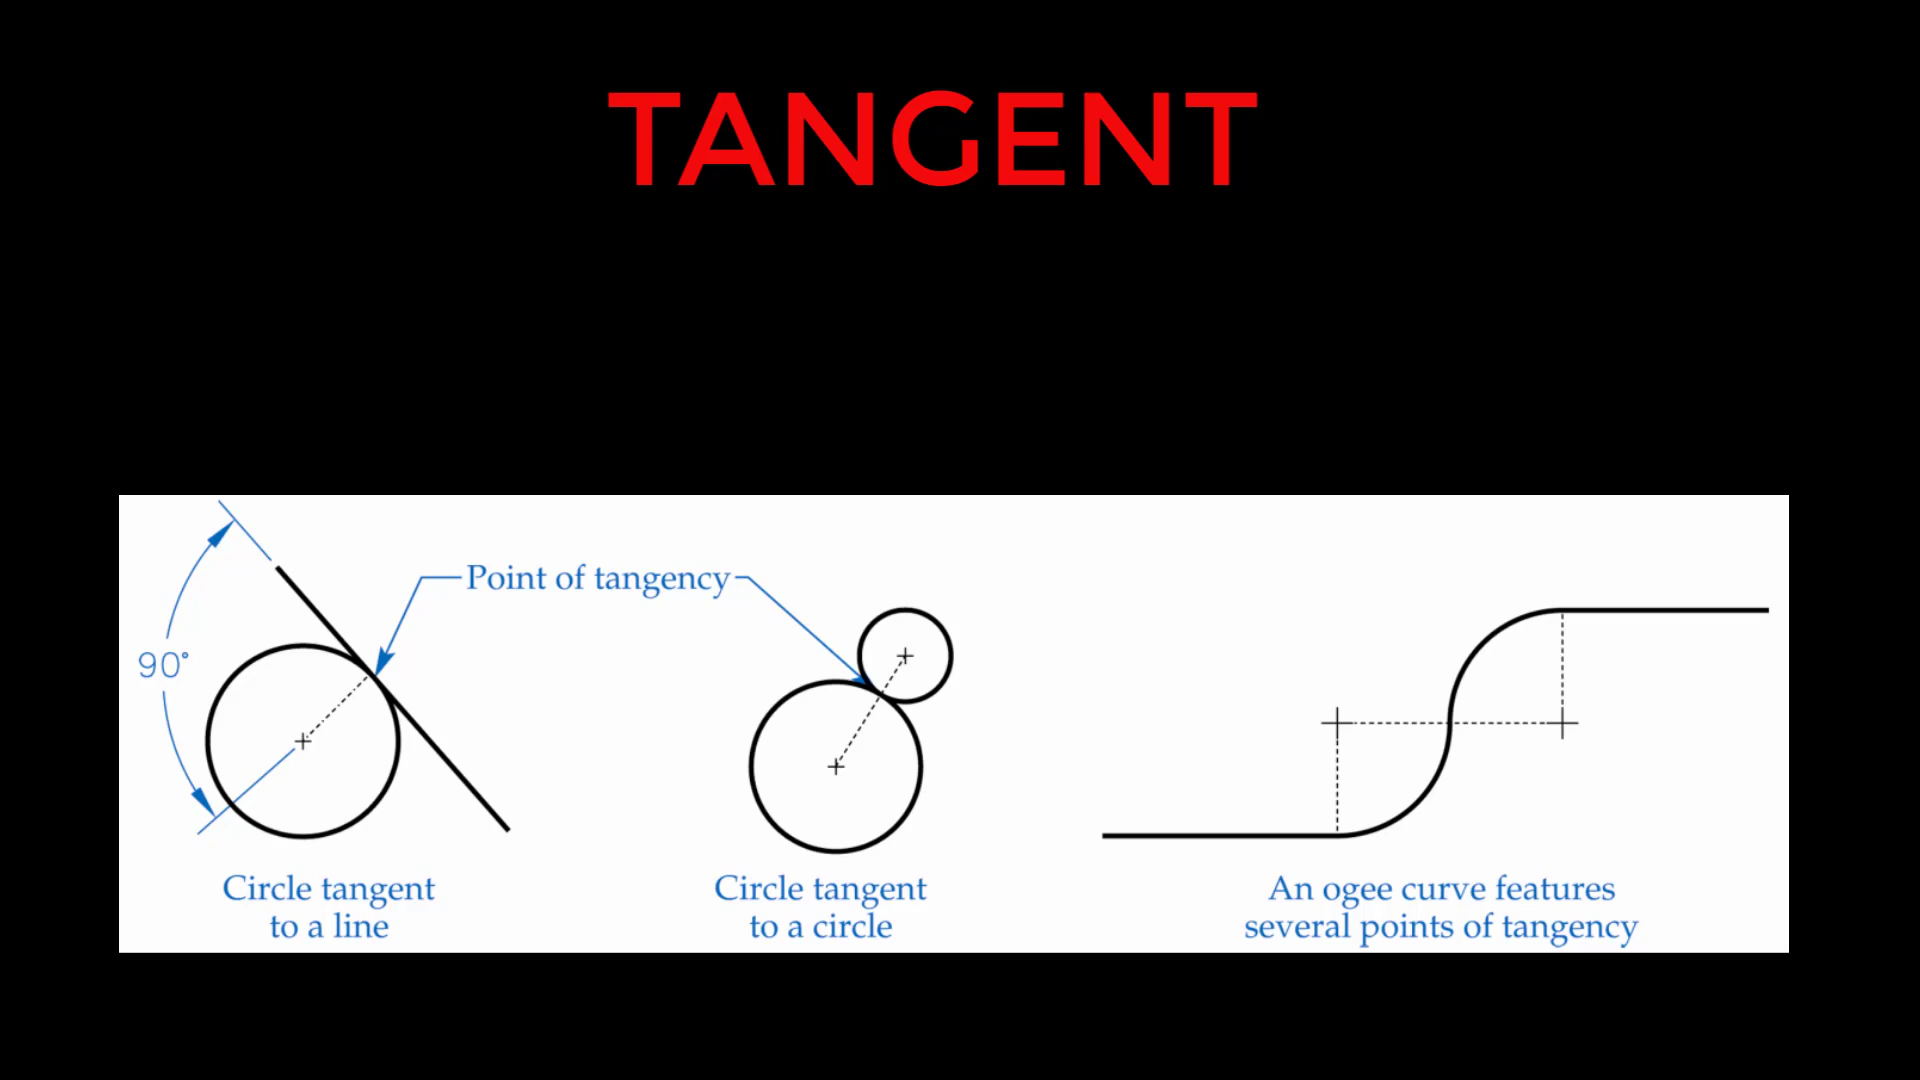 TANGENT
Point of tangency
90°
Circle tangent
to a line
Circle tangent
to a circle
An ogee curve features
several points of tangency